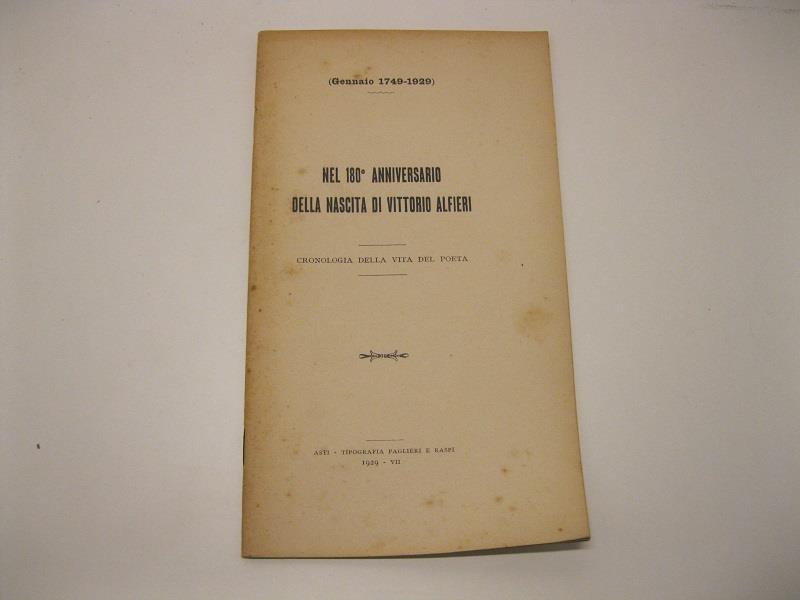 (Gennaio 1749-1929)
NEL 180° ANNIVERSARIO
DELLA NASCITA DI VITTORIO ALFIERI
CRONOLOGIA DELLA VITA DEL POETA
ASTI - TIPOGRAFIA PAGLIERI E RASPI
1929 - VII